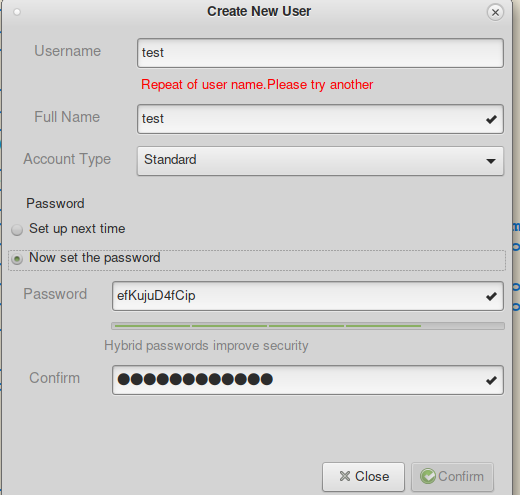 Create New User
Username
test
Repeat of user name.Please try another
Full Name
test
Account Type
Standard
Password
Set up next time
Now set the password
Password
efKujuD4fCip
Hybrid passwords improve security
Confirm
Close
Confirm